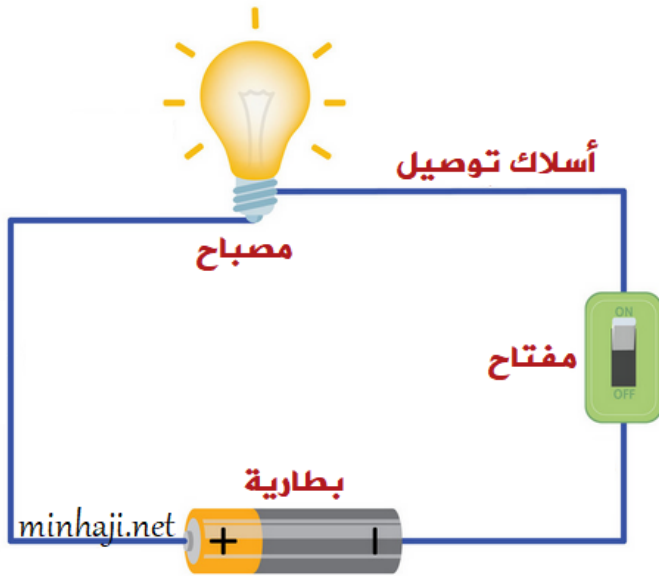 أسلاك توصيل
مصباح
ON
مفتاح
OFF
بطارية
minhaji.net
+
-